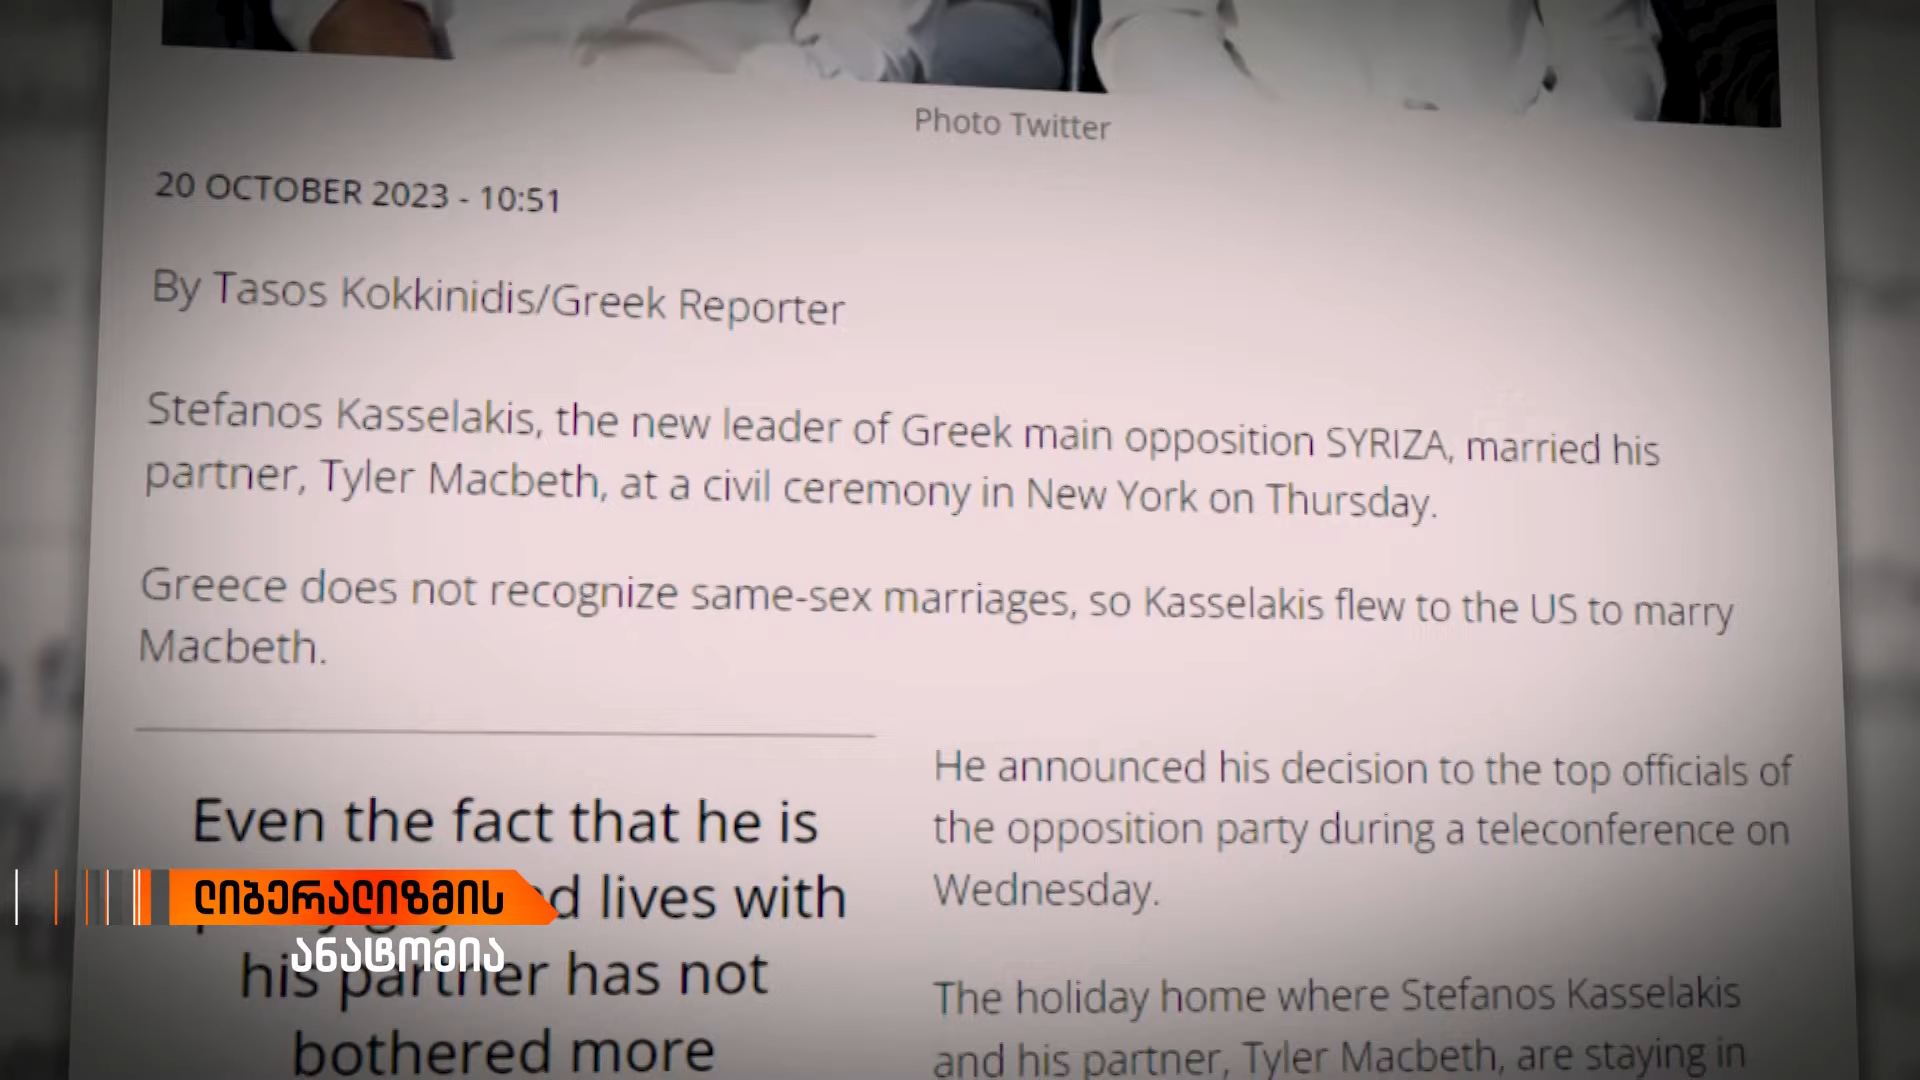 Photo Twitter
20 OCTOBER 2023 - 10:51
By Tasos Kokkinidis/Greek Reporter
Stefanos Kasselakis, the new leader of Greek main opposition SYRIZA, married his
partner, Tyler Macbeth, at a civil ceremony in New York on Thursday.
Greece does not recognize same-sex marriages, so Kasselakis flew to the US to marry
Macbeth.
Even the fact that he is
lives with
his partner has not
bothered more
He announced his decision to the top officials of
the opposition party during a teleconference on
Wednesday.
The holiday home where Stefanos Kasselakis
and his partner, Tyler Macbeth, are staying in
ლიბერალიზმის
ანატომია